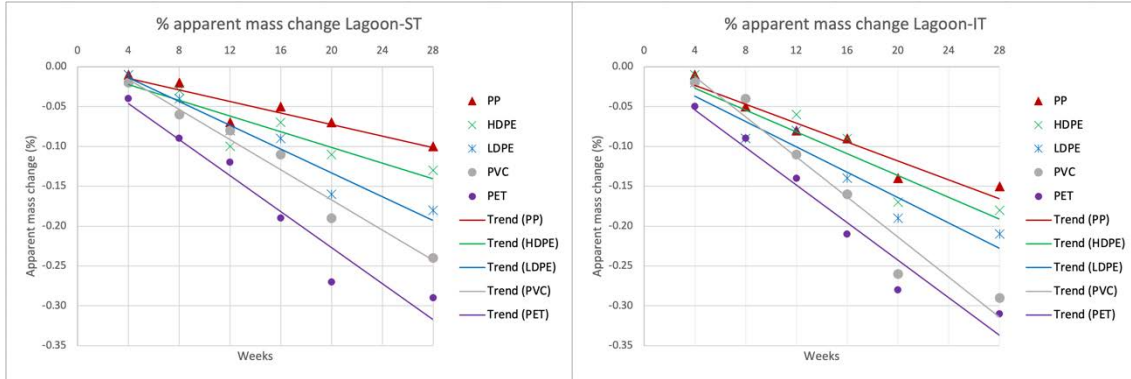 % apparent mass change Lagoon-ST
0 4 8 12 16 20 24 28
0.00
-0.05
-0.10
-0.15
-0.20
-0.25
-0.30
-0.35
Apparent mass change (%)
Weeks
PP
HDPE
LDPE
PVC
PET
Trend (PP)
Trend (HDPE)
Trend (LDPE)
Trend (PVC)
Trend (PET)
% apparent mass change Lagoon-IT
0 4 8 12 16 20 24 28
0.00
-0.05
-0.10
-0.15
-0.20
-0.25
-0.30
-0.35
Apparent mass change (%)
Weeks
PP
HDPE
LDPE
PVC
PET
Trend (PP)
Trend (HDPE)
Trend (LDPE)
Trend (PVC)
Trend (PET)